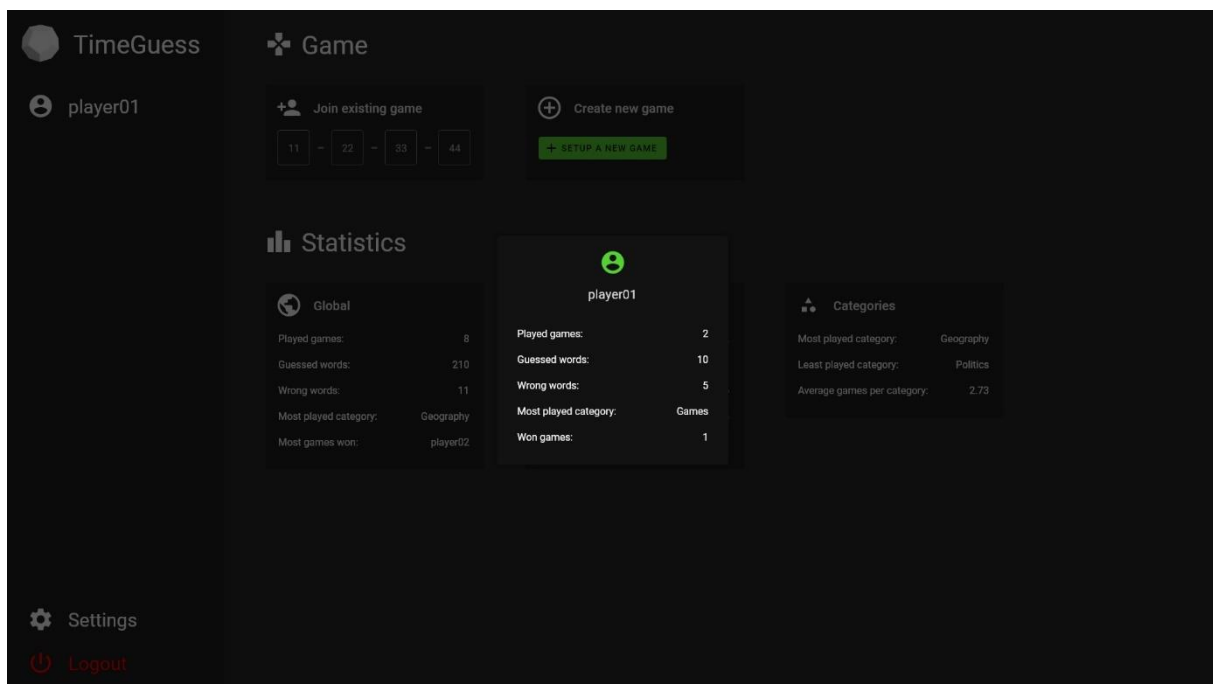 TimeGuess
player01
Settings
Logout
Game
Join existing game
11 – 22 – 33 – 44
Create new game
+ SETUP A NEW GAME
Statistics
Global
Played games: 8
Guessed words: 210
Wrong words: 11
Most played category: Geography
Most games won: player02
player01
Played games: 2
Guessed words: 10
Wrong words: 5
Most played category: Games
Won games: 1
Categories
Most played category: Geography
Least played category: Politics
Average games per category: 2.73